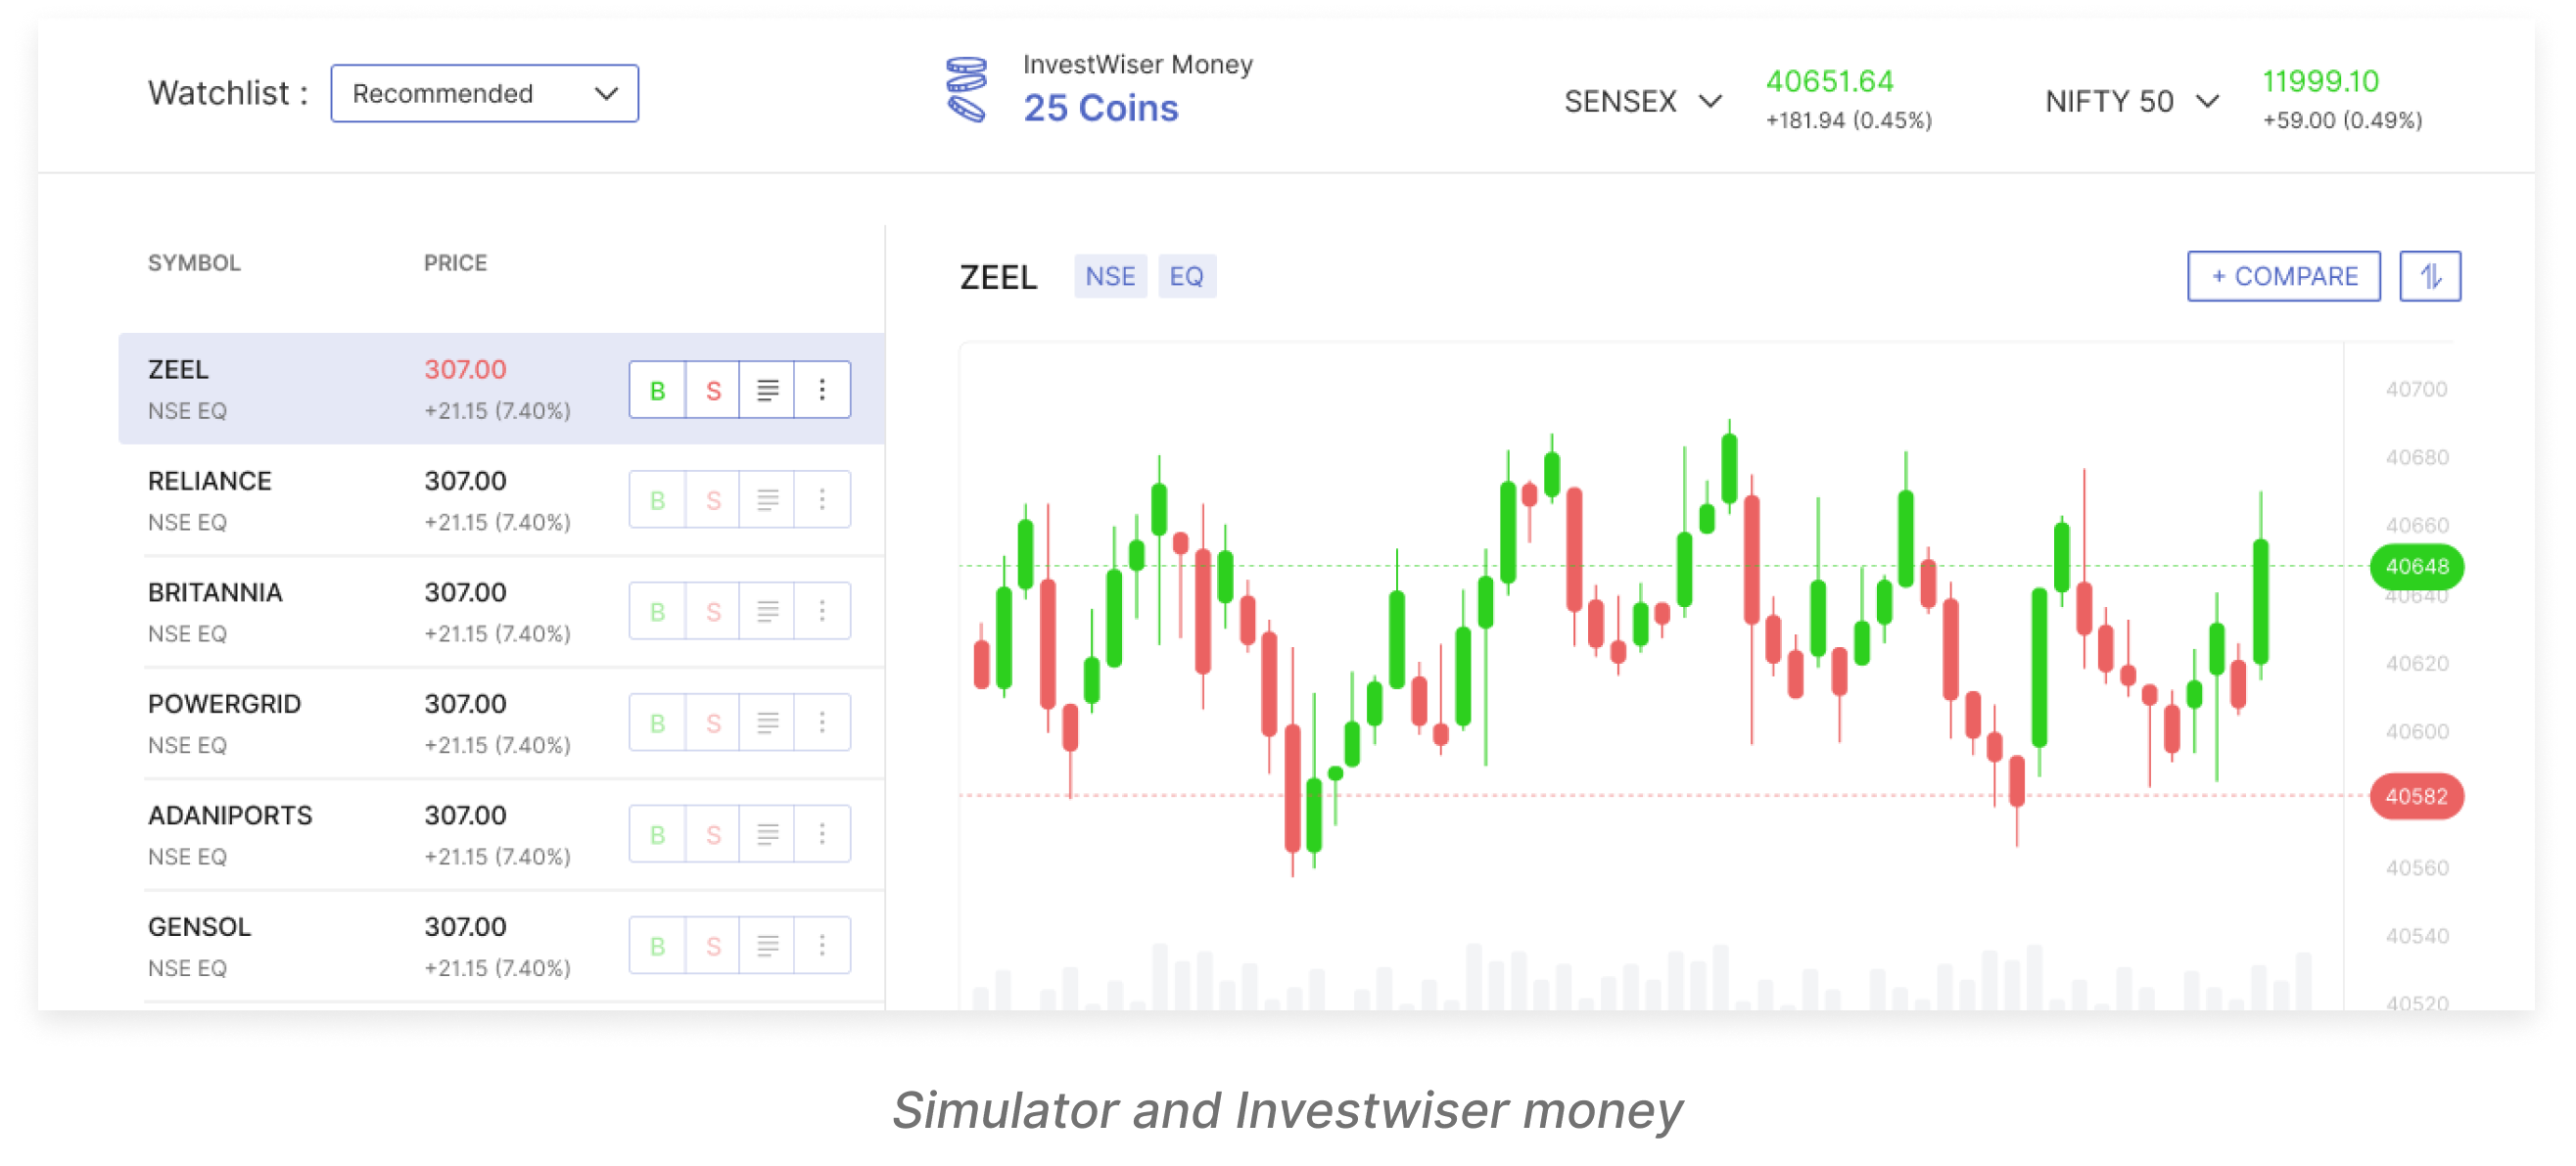 Watchlist :
Recommended
InvestWiser Money
25 Coins
SENSEX
40651.64
+181.94 (0.45%)
NIFTY 50
11999.10
+59.00 (0.49%)
SYMBOL PRICE
ZEEL 307.00
NSE EQ +21.15 (7.40%)
B S
RELIANCE 307.00
NSE EQ +21.15 (7.40%)
B S
BRITANNIA 307.00
NSE EQ +21.15 (7.40%)
B S
POWERGRID 307.00
NSE EQ +21.15 (7.40%)
B S
ADANIPORTS 307.00
NSE EQ +21.15 (7.40%)
B S
GENSOL 307.00
NSE EQ +21.15 (7.40%)
B S
ZEEL NSE EQ
+ COMPARE
40700
40680
40660
40648
40640
40620
40600
40582
40560
40540
40520
Simulator and Investwiser money